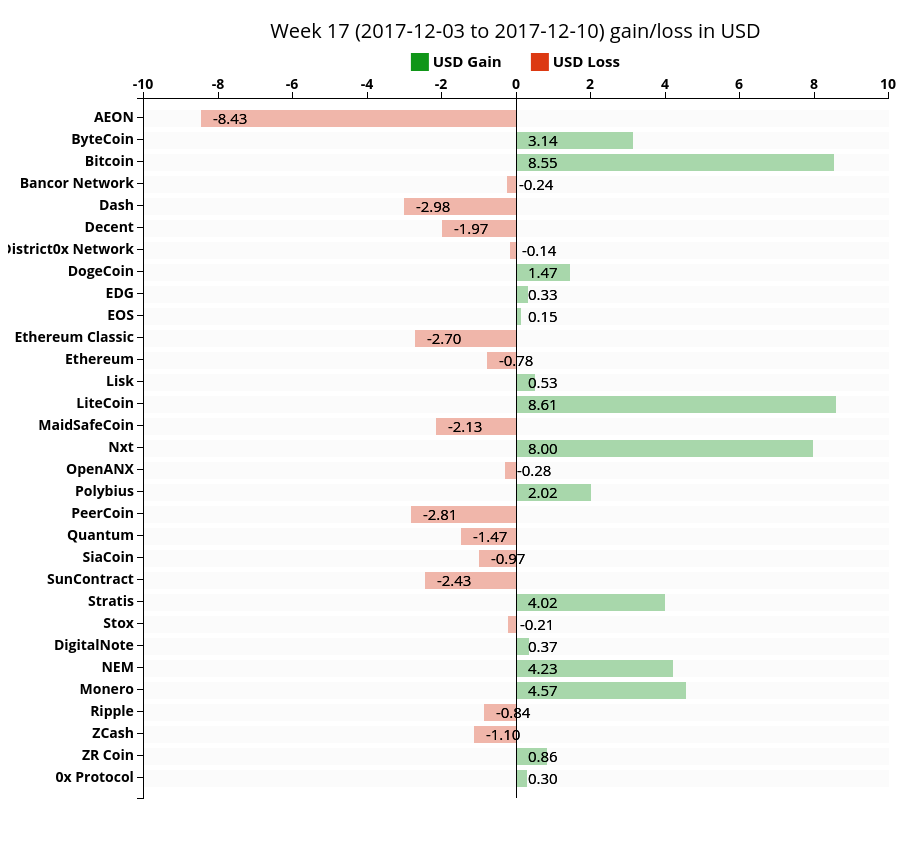 Week 17 (2017-12-03 to 2017-12-10) gain/loss in USD
USD Gain USD Loss
-10 -8 -6 -4 -2 0 2 4 6 8 10
AEON -8.43
ByteCoin 3.14
Bitcoin 8.55
Bancor Network -0.24
Dash -2.98
Decent -1.97
istrict0x Network -0.14
DogeCoin 1.47
EDG 0.33
EOS 0.15
Ethereum Classic -2.70
Ethereum -0.78
Lisk 0.53
LiteCoin 8.61
MaidSafeCoin -2.13
Nxt 8.00
OpenANX -0.28
Polybius 2.02
PeerCoin -2.81
Quantum -1.47
SiaCoin -0.97
SunContract -2.43
Stratis 4.02
Stox -0.21
DigitalNote 0.37
NEM 4.23
Monero 4.57
Ripple -0.84
ZCash -1.10
ZR Coin 0.86
0x Protocol 0.30